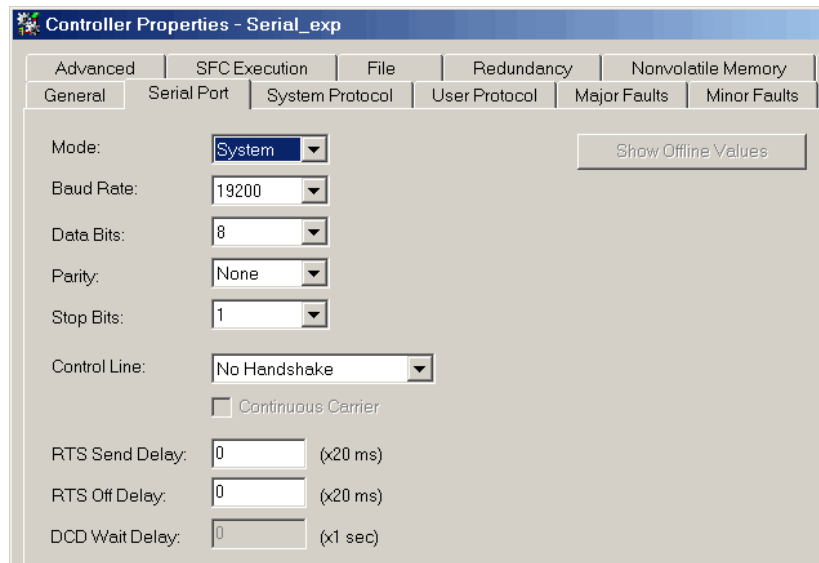 Controller Properties - Serial_exp
Advanced SFC Execution File Redundancy Nonvolatile Memory
General Serial Port System Protocol User Protocol Major Faults Minor Faults
Mode: System Show Offline Values
Baud Rate: 19200
Data Bits: 8
Parity: None
Stop Bits: 1
Control Line: No Handshake
Continuous Carrier
RTS Send Delay: 0 (x20 ms)
RTS Off Delay: 0 (x20 ms)
DCD Wait Delay: 0 (x1 sec)